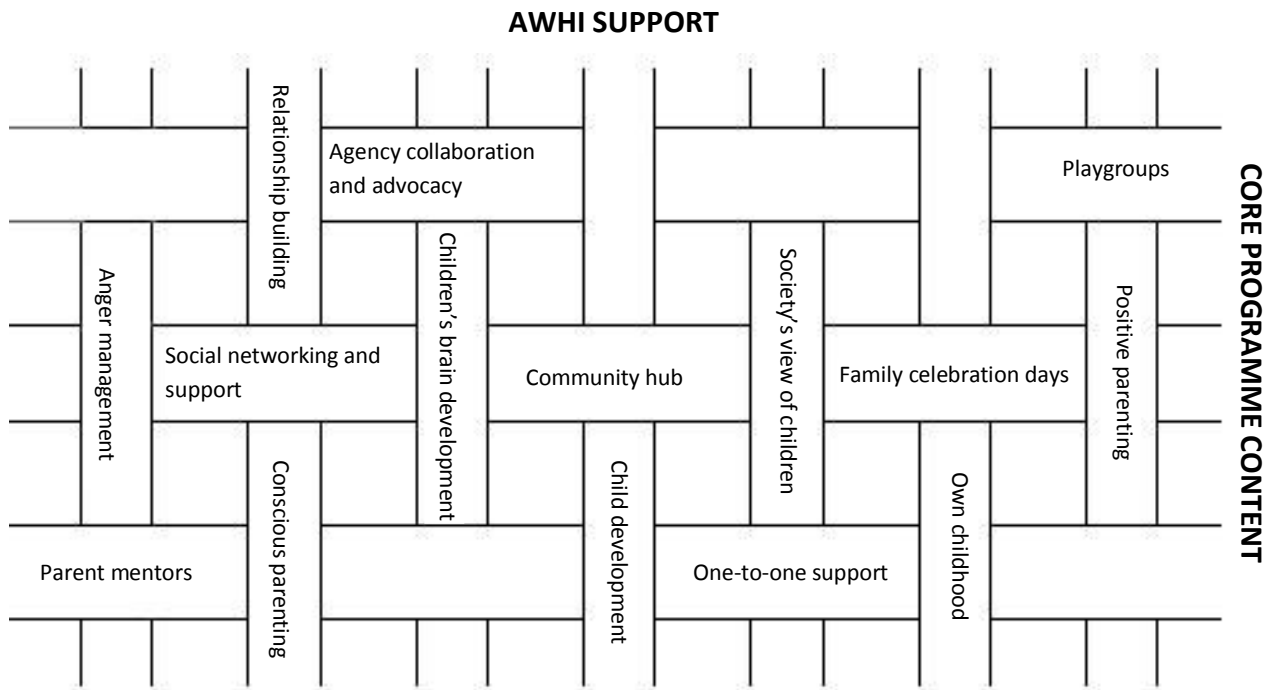 AWHI SUPPORT
Relationship building
Agency collaboration
and advocacy
Playgroups
CORE PROGRAMME CONTENT
Anger management
Social networking and
support
Children’s brain development
Community hub
Society’s view of children
Family celebration days
Positive parenting
Parent mentors
Conscious parenting
Child development
One-to-one support
Own childhood